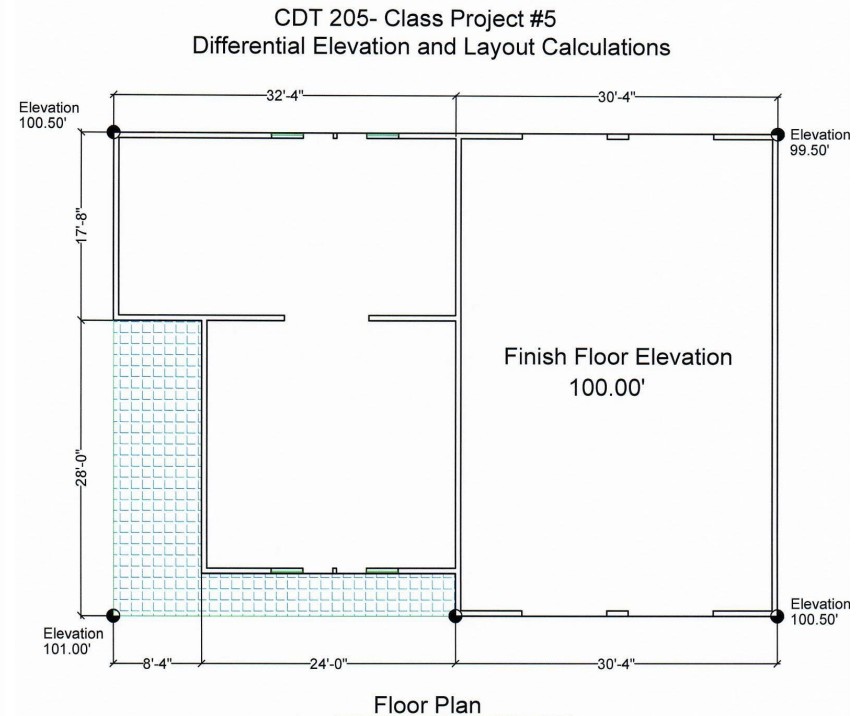 CDT 205- Class Project #5
Differential Elevation and Layout Calculations
32'-4"
30'-4"
Elevation
100.50'
Elevation
99.50'
17'-8"
Finish Floor Elevation
100.00'
28'-0"
Elevation
100.50'
Elevation
101.00'
8'-4"
24'-0"
30'-4"
Floor Plan